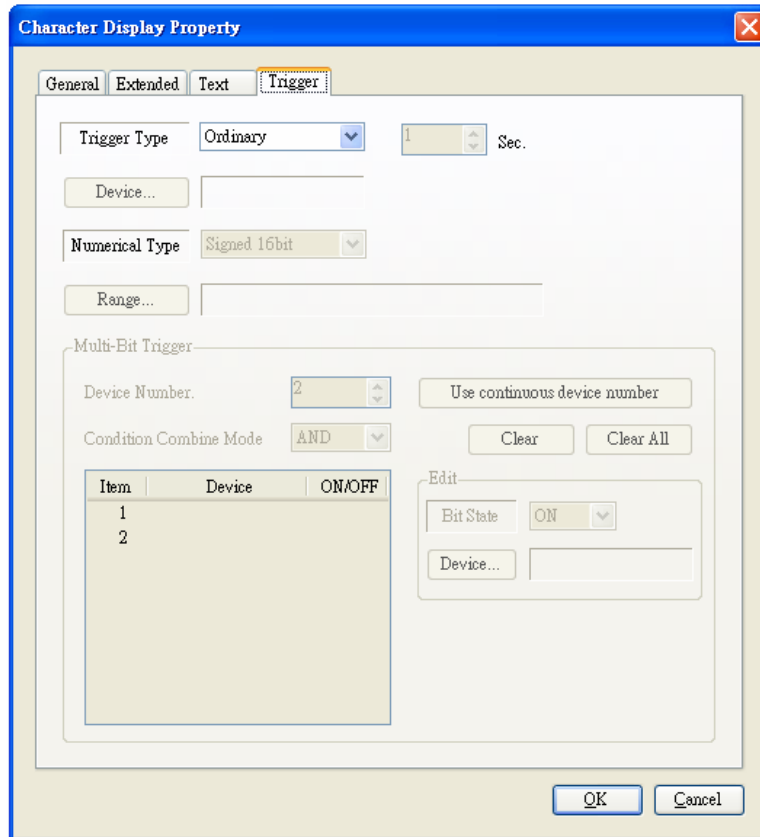 Character Display Property
General Extended Text Trigger
Trigger Type Ordinary 1 Sec.
Device...
Numerical Type Signed 16bit
Range...
Multi-Bit Trigger
Device Number. 2 Use continuous device number
Condition Combine Mode AND Clear Clear All
Item Device ON/OFF
1
2
Edit
Bit State ON
Device...
OK Cancel